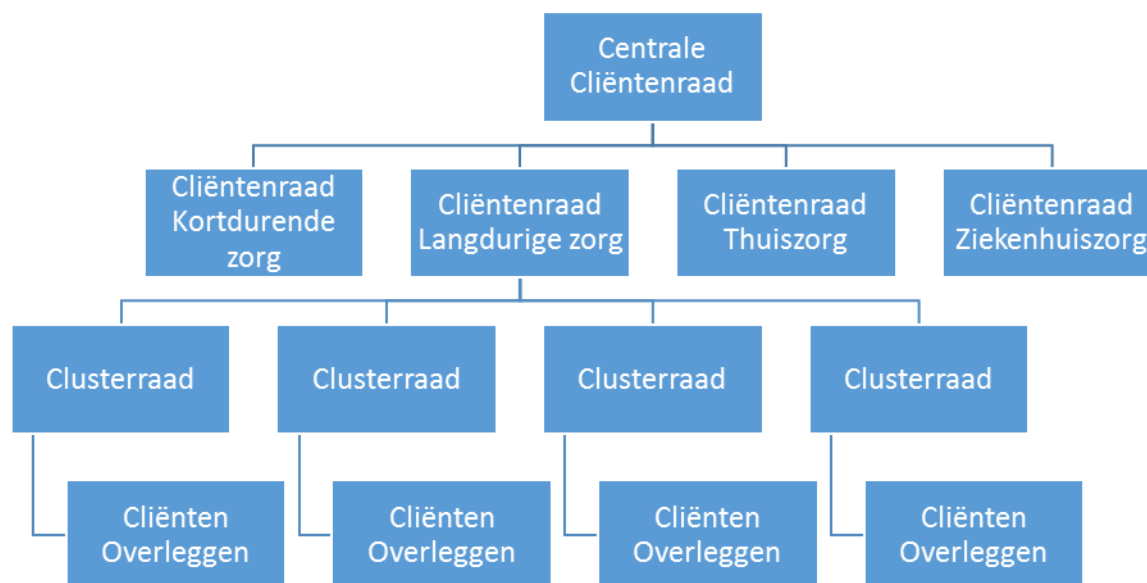 Centrale
Cliëntenraad
Cliëntenraad
Kortdurende
zorg
Cliëntenraad
Langdurige zorg
Cliëntenraad
Thuiszorg
Cliëntenraad
Ziekenhuiszorg
Clusterraad
Clusterraad
Clusterraad
Clusterraad
Cliënten
Overleggen
Cliënten
Overleggen
Cliënten
Overleggen
Cliënten
Overleggen